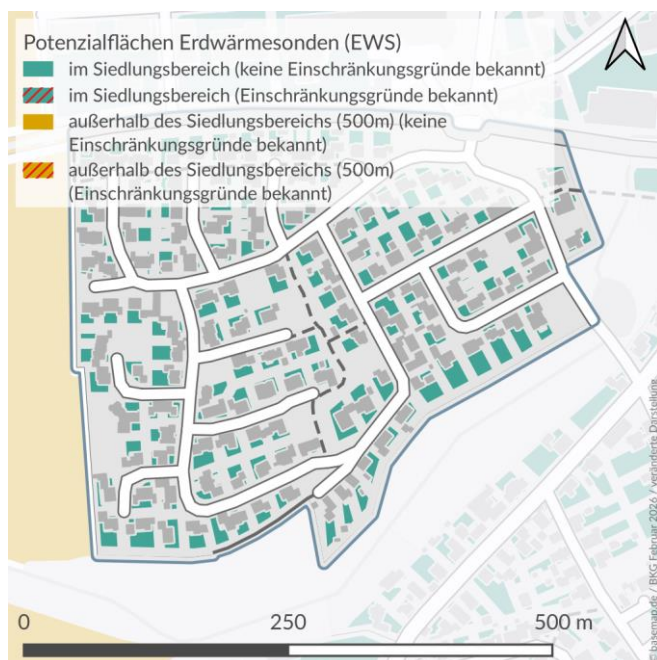 Potenzialflächen Erdwärmesonden (EWS)
im Siedlungsbereich (keine Einschränkungsgründe bekannt)
im Siedlungsbereich (Einschränkungsgründe bekannt)
außerhalb des Siedlungsbereichs (500m) (keine
Einschränkungsgründe bekannt)
außerhalb des Siedlungsbereichs (500m)
(Einschränkungsgründe bekannt)
© basemap.de / BKG Februar 2026 / veränderte Darstellung
0 250 500 m